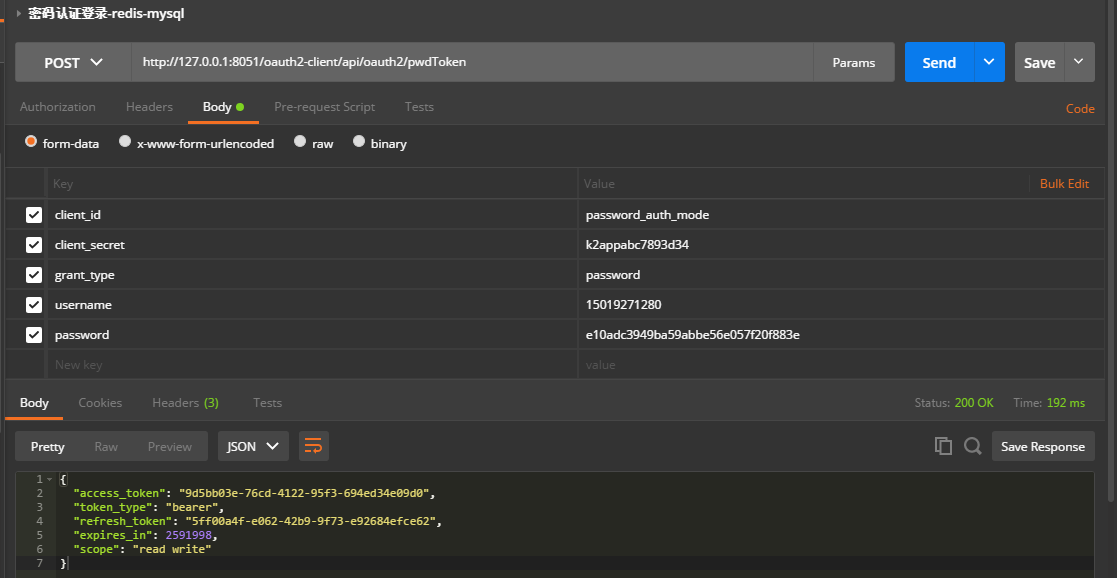 密码认证登录-redis-mysql
POST http://127.0.0.1:8051/oauth2-client/api/oauth2/pwdToken Params Send Save
Authorization Headers Body Pre-request Script Tests Code
form-data x-www-form-urlencoded raw binary
Key Value Bulk Edit
client_id password_auth_mode
client_secret k2appabc7893d34
grant_type password
username 15019271280
password e10adc3949ba59abbe56e057f20f883e
New key value
Body Cookies Headers (3) Tests Status: 200 OK Time: 192 ms
Pretty Raw Preview JSON Save Response
1 {
2 "access_token": "9d5bb03e-76cd-4122-95f3-694ed34e09d0",
3 "token_type": "bearer",
4 "refresh_token": "5ff00a4f-e062-42b9-9f73-e92684efce62",
5 "expires_in": 2591998,
6 "scope": "read write"
7 }